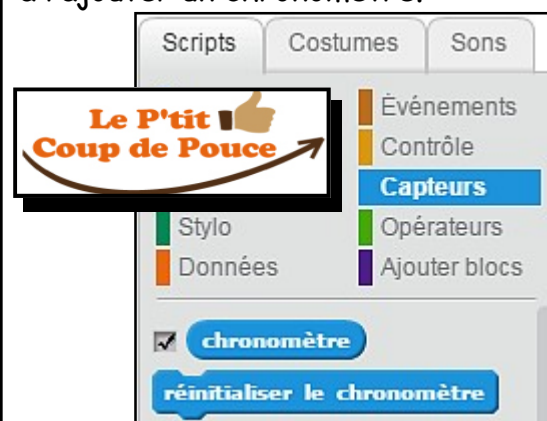 Scripts Costumes Sons
Le P'tit
Coup de Pouce
Événements
Contrôle
Capteurs
Stylo Opérateurs
Données Ajouter blocs
chronomètre
réinitialiser le chronomètre